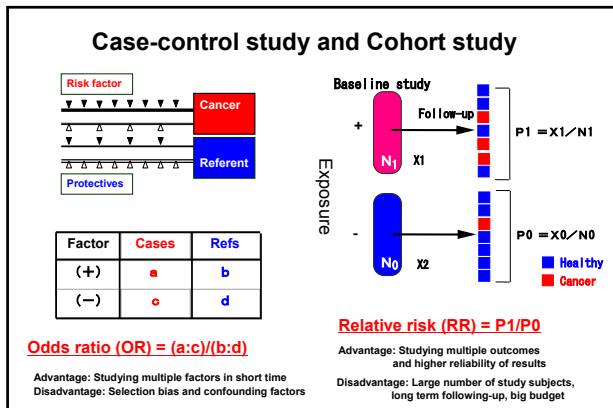 Case-control study and Cohort study
Risk factor
Cancer
Referent
Protectives
Factor Cases Refs
(+) a b
(−) c d
Odds ratio (OR) = (a:c)/(b:d)
Advantage: Studying multiple factors in short time
Disadvantage: Selection bias and confounding factors
Baseline study
Follow-up
Exposure
+
N1
X1
P1 =X1/N1
-
N0
X2
P0 =X0/N0
Healthy
Cancer
Relative risk (RR) = P1/P0
Advantage: Studying multiple outcomes
and higher reliability of results
Disadvantage: Large number of study subjects,
long term following-up, big budget